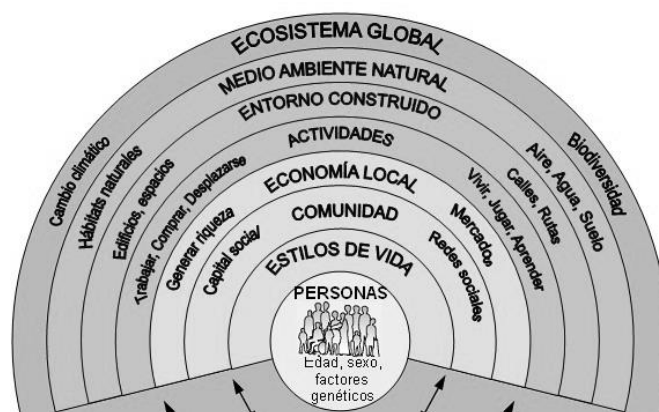 ECOSISTEMA GLOBAL
Cambio climático
Biodiversidad
MEDIO AMBIENTE NATURAL
Hábitats naturales
Aire, Agua, Suelo
ENTORNO CONSTRUIDO
Edificios, espacios
Calles, Rutas
ACTIVIDADES
Trabajar, Comprar, Desplazarse
Vivir, Jugar, Aprender
ECONOMÍA LOCAL
Generar riqueza
Mercados
COMUNIDAD
Capital social
Redes sociales
ESTILOS DE VIDA
PERSONAS
Edad, sexo,
factores
genéticos